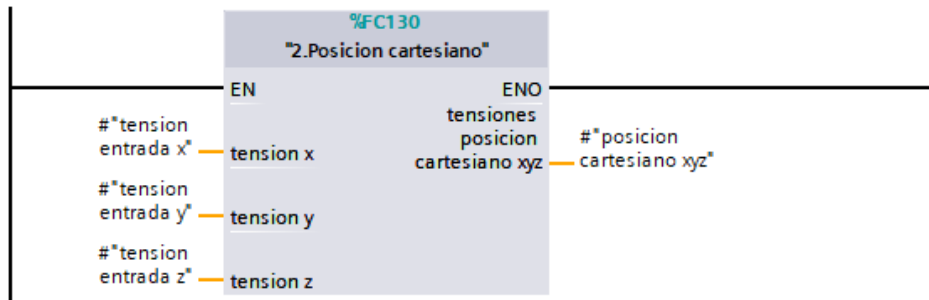 %FC130
"2.Posicion cartesiano"
EN
ENO
#"tension
entrada x"
tension x
tensiones
posicion
cartesiano xyz
#"posicion
cartesiano xyz"
#"tension
entrada y"
tension y
#"tension
entrada z"
tension z